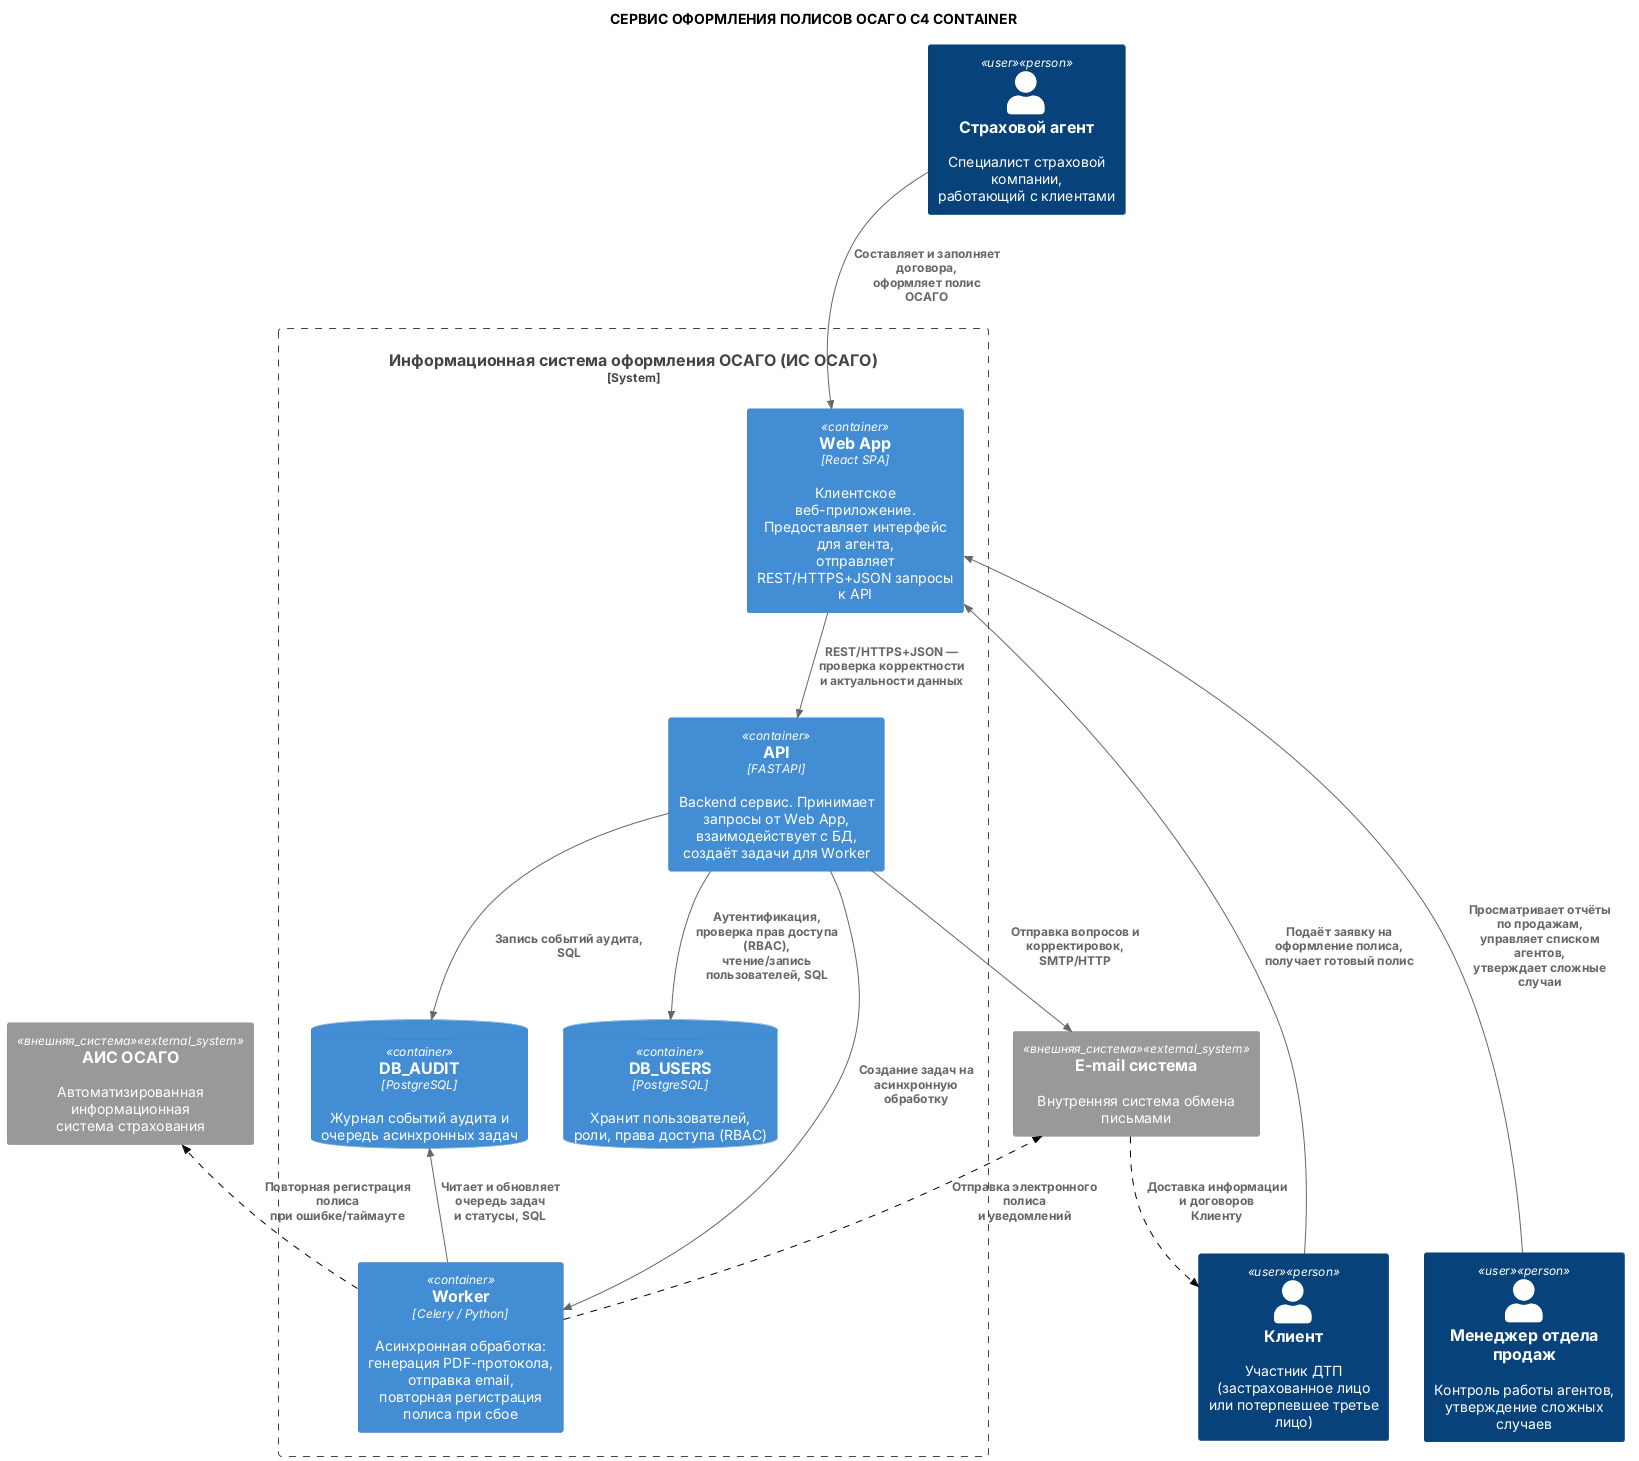 СЕРВИС ОФОРМЛЕНИЯ ПОЛИСОВ ОСАГО C4 CONTAINER
«user»«person»
Страховой агент
Специалист страховой
компании,
работающий с клиентами
Составляет и заполняет
договора,
оформляет полис
ОСАГО
Информационная система оформления ОСАГО (ИС ОСАГО)
[System]
«container»
Web App
[React SPA]
Клиентское
веб-приложение.
Предоставляет интерфейс
для агента,
отправляет
REST/HTTPS+JSON запросы
к API
REST/HTTPS+JSON —
проверка корректности
и актуальности данных
«container»
API
[FASTAPI]
Backend сервис. Принимает
запросы от Web App,
взаимодействует с БД,
создаёт задачи для Worker
Запись событий аудита,
SQL
Аутентификация,
проверка прав доступа
(RBAC),
чтение/запись
пользователей, SQL
Отправка вопросов и
корректировок,
SMTP/HTTP
Подаёт заявку на
оформление полиса,
получает готовый полис
Просматривает отчёты
по продажам,
управляет списком
агентов,
утверждает сложные
случаи
«внешняя_система»«external_system»
АИС ОСАГО
Автоматизированная
информационная
система страхования
«container»
DB_AUDIT
[PostgreSQL]
Журнал событий аудита и
очередь асинхронных задач
«container»
DB_USERS
[PostgreSQL]
Хранит пользователей,
роли, права доступа (RBAC)
Создание задач на
асинхронную
обработку
«внешняя_система»«external_system»
E-mail система
Внутренняя система обмена
письмами
Повторная регистрация
полиса
при ошибке/таймауте
Читает и обновляет
очередь задач
и статусы, SQL
Отправка электронного
полиса
и уведомлений
Доставка информации
и договоров
Клиенту
«container»
Worker
[Celery / Python]
Асинхронная обработка:
генерация PDF-протокола,
отправка email,
повторная регистрация
полиса при сбое
«user»«person»
Клиент
Участник ДТП
(застрахованное лицо
или потерпевшее третье
лицо)
«user»«person»
Менеджер отдела
продаж
Контроль работы агентов,
утверждение сложных
случаев